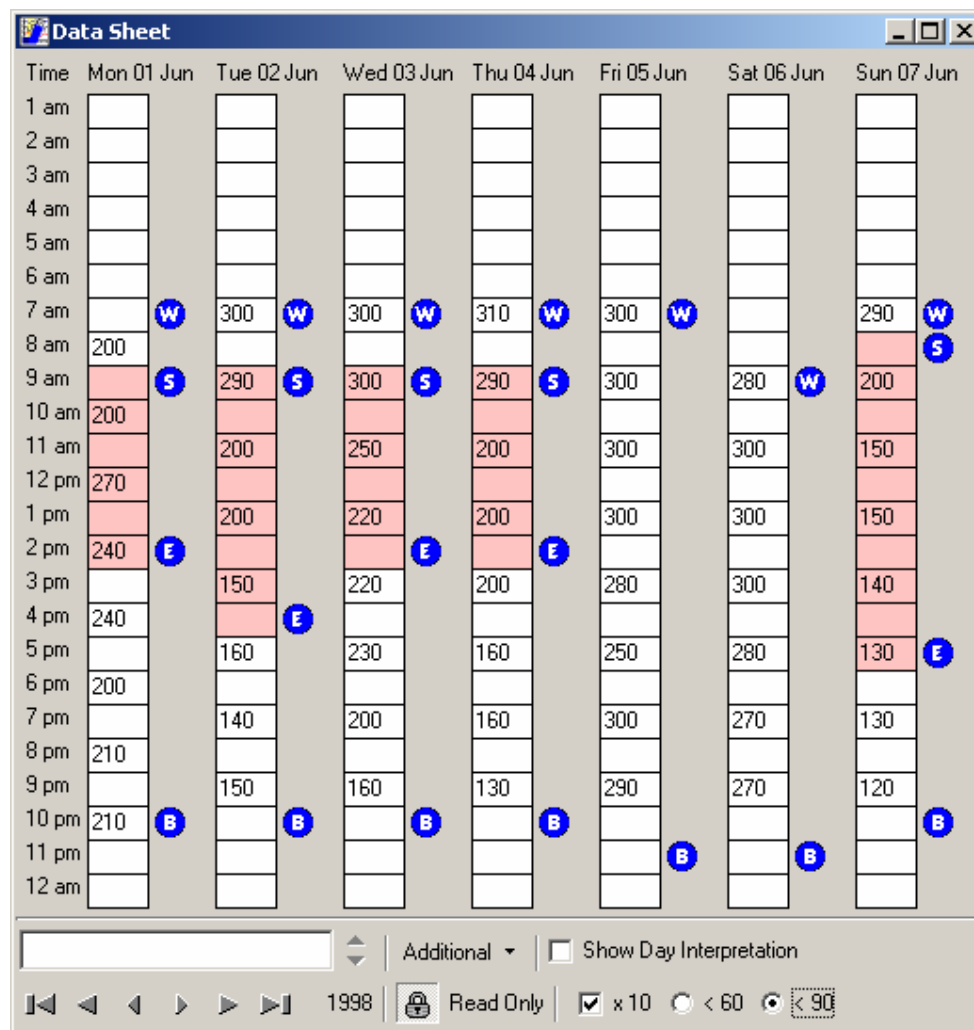 Data Sheet
Time Mon 01 Jun Tue 02 Jun Wed 03 Jun Thu 04 Jun Fri 05 Jun Sat 06 Jun Sun 07 Jun
1 am
2 am
3 am
4 am
5 am
6 am
7 am W 300 W 300 W 310 W 300 W 290 W
8 am 200 S
9 am S 290 S 300 S 290 S 300 280 W 200
10 am 200
11 am 200 250 200 300 300 150
12 pm 270
1 pm 200 220 200 300 300 150
2 pm 240 E E E
3 pm 150 220 200 280 300 140
4 pm 240 E
5 pm 160 230 160 250 280 130 E
6 pm 200
7 pm 140 200 160 300 270 130
8 pm 210
9 pm 150 160 130 290 270 120
10 pm 210 B B B B B
11 pm B B
12 am
Additional Show Day Interpretation
1998 Read Only x 10 < 60 < 90